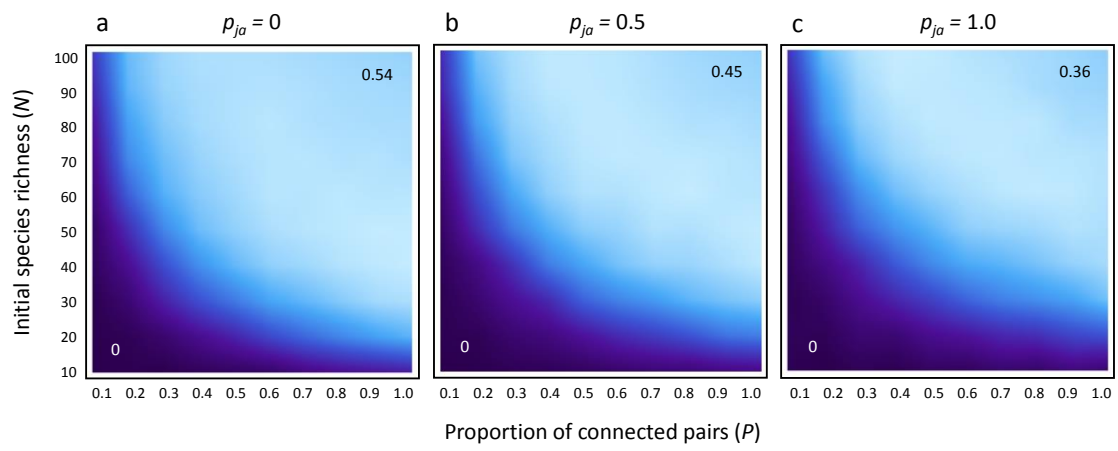 a
p_ja = 0
b
p_ja = 0.5
c
p_ja = 1.0
Initial species richness (N)
100
90
80
70
60
50
40
30
20
10
0.54
0
0.45
0
0.36
0
0.1 0.2 0.3 0.4 0.5 0.6 0.7 0.8 0.9 1.0
0.1 0.2 0.3 0.4 0.5 0.6 0.7 0.8 0.9 1.0
0.1 0.2 0.3 0.4 0.5 0.6 0.7 0.8 0.9 1.0
Proportion of connected pairs (P)